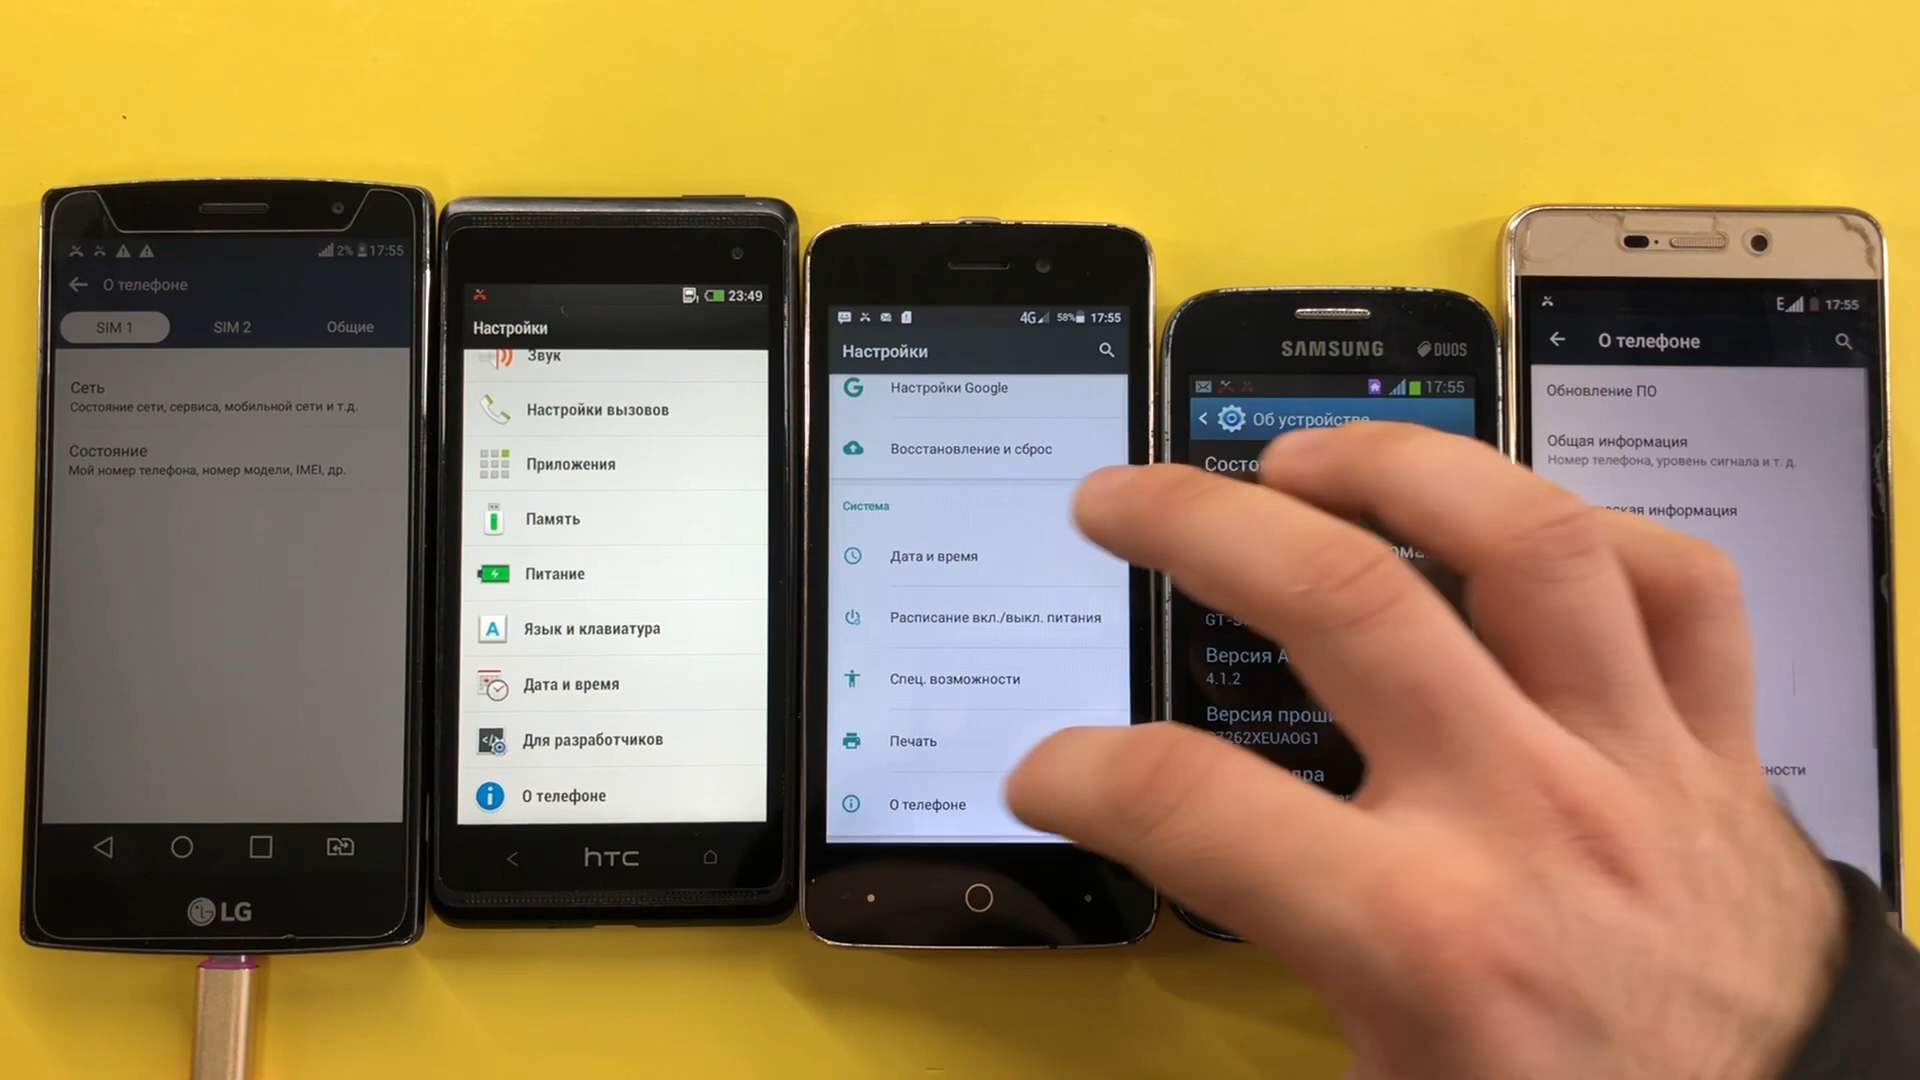 2% 17:55
О телефоне
SIM 1 SIM 2 Общие
Сеть
Состояние сети, сервиса, мобильной сети и т.д.
Состояние
Мой номер телефона, номер модели, IMEI, др.
LG
23:49
Настройки
Звук
Настройки вызовов
Приложения
Память
Питание
Язык и клавиатура
Дата и время
Для разработчиков
О телефоне
hTC
4G 58% 17:55
Настройки
Настройки Google
Восстановление и сброс
Система
Дата и время
Расписание вкл./выкл. питания
Спец. возможности
Печать
О телефоне
SAMSUNG DUOS
17:55
Об устройстве
Версия
4.1.2
Версия
E 17:55
О телефоне
Обновление ПО
Общая информация
Номер телефона, уровень сигнала и т. д.
информация